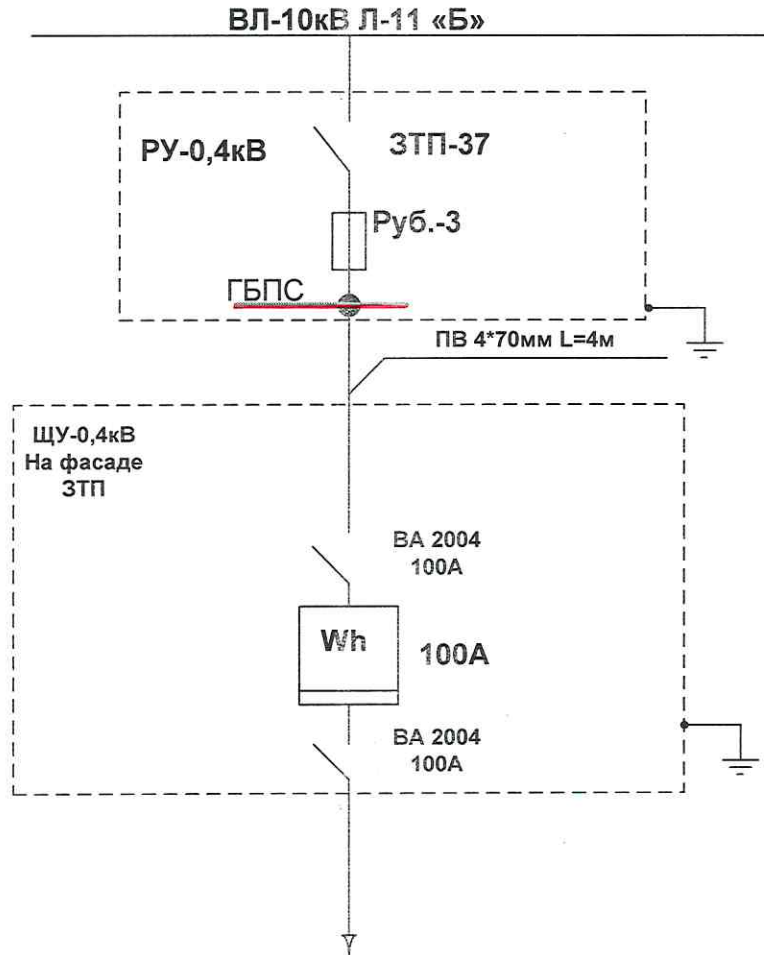 ВЛ-10кВ Л-11 «Б»
РУ-0,4кВ
ЗТП-37
Руб.-3
ГБПС
ПВ 4*70мм L=4м
ЩУ-0,4кВ
На фасаде
ЗТП
ВА 2004
100А
Wh
100А
ВА 2004
100А